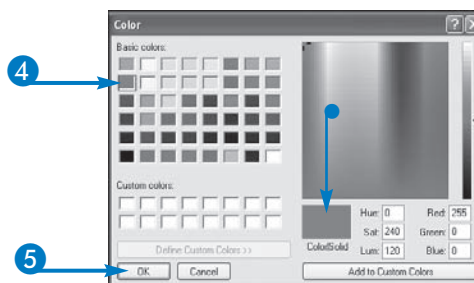 Color
Basic colors:
4
Custom colors:
Define Custom Colors >>
5
OK
Cancel
Color|Solid
Hue: 0
Sat: 240
Lum: 120
Red: 255
Green: 0
Blue: 0
Add to Custom Colors